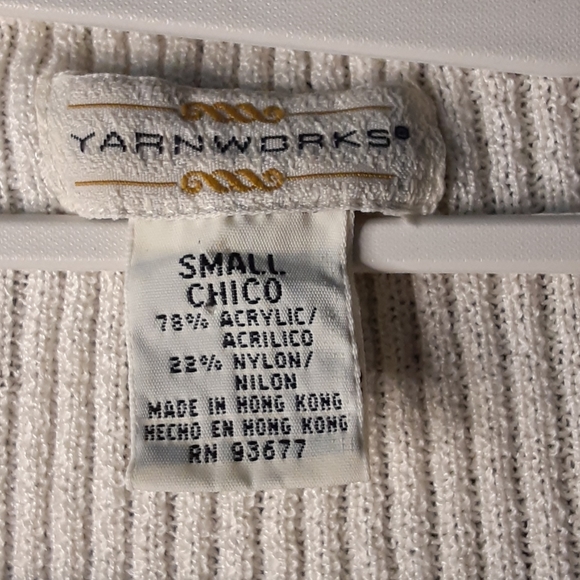 YARNWORKS®
SMALL
CHICO
78% ACRYLIC/
ACRILICO
22% NYLON/
NILON
MADE IN HONG KONG
HECHO EN HONG KONG
RN 93677